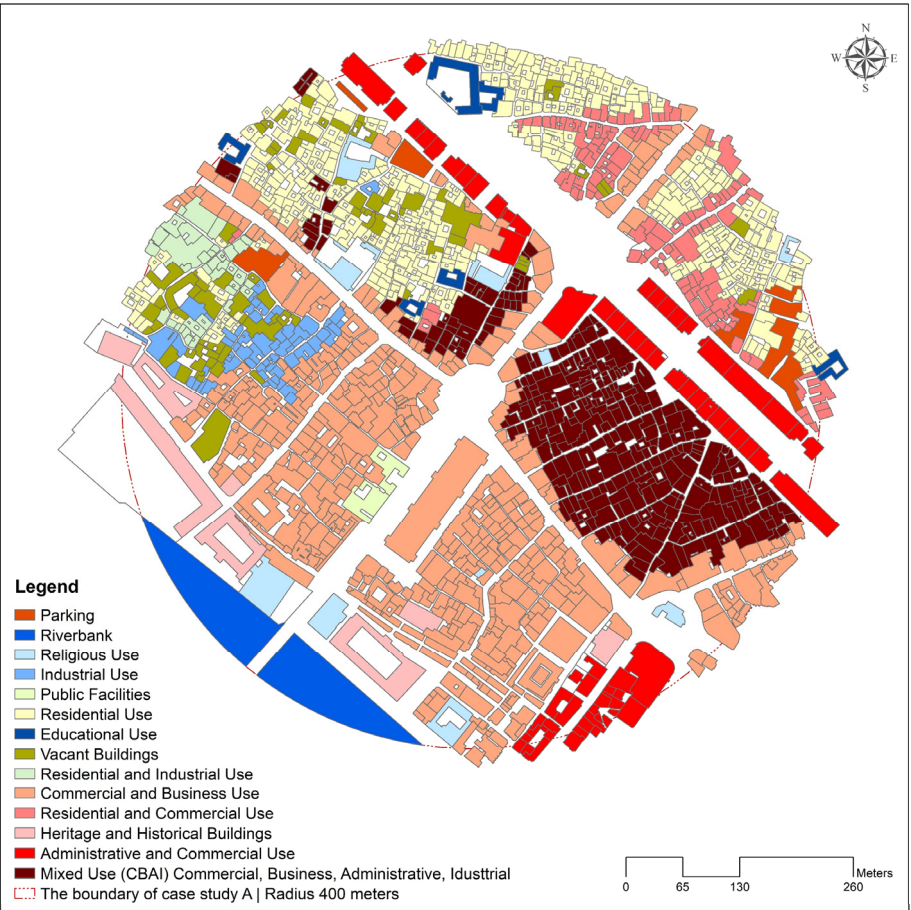 N
W E
S
Legend
Parking
Riverbank
Religious Use
Industrial Use
Public Facilities
Residential Use
Educational Use
Vacant Buildings
Residential and Industrial Use
Commercial and Business Use
Residential and Commercial Use
Heritage and Historical Buildings
Administrative and Commercial Use
Mixed Use (CBAI) Commercial, Business, Administrative, Idusttrial
The boundary of case study A | Radius 400 meters
Meters
0 65 130 260